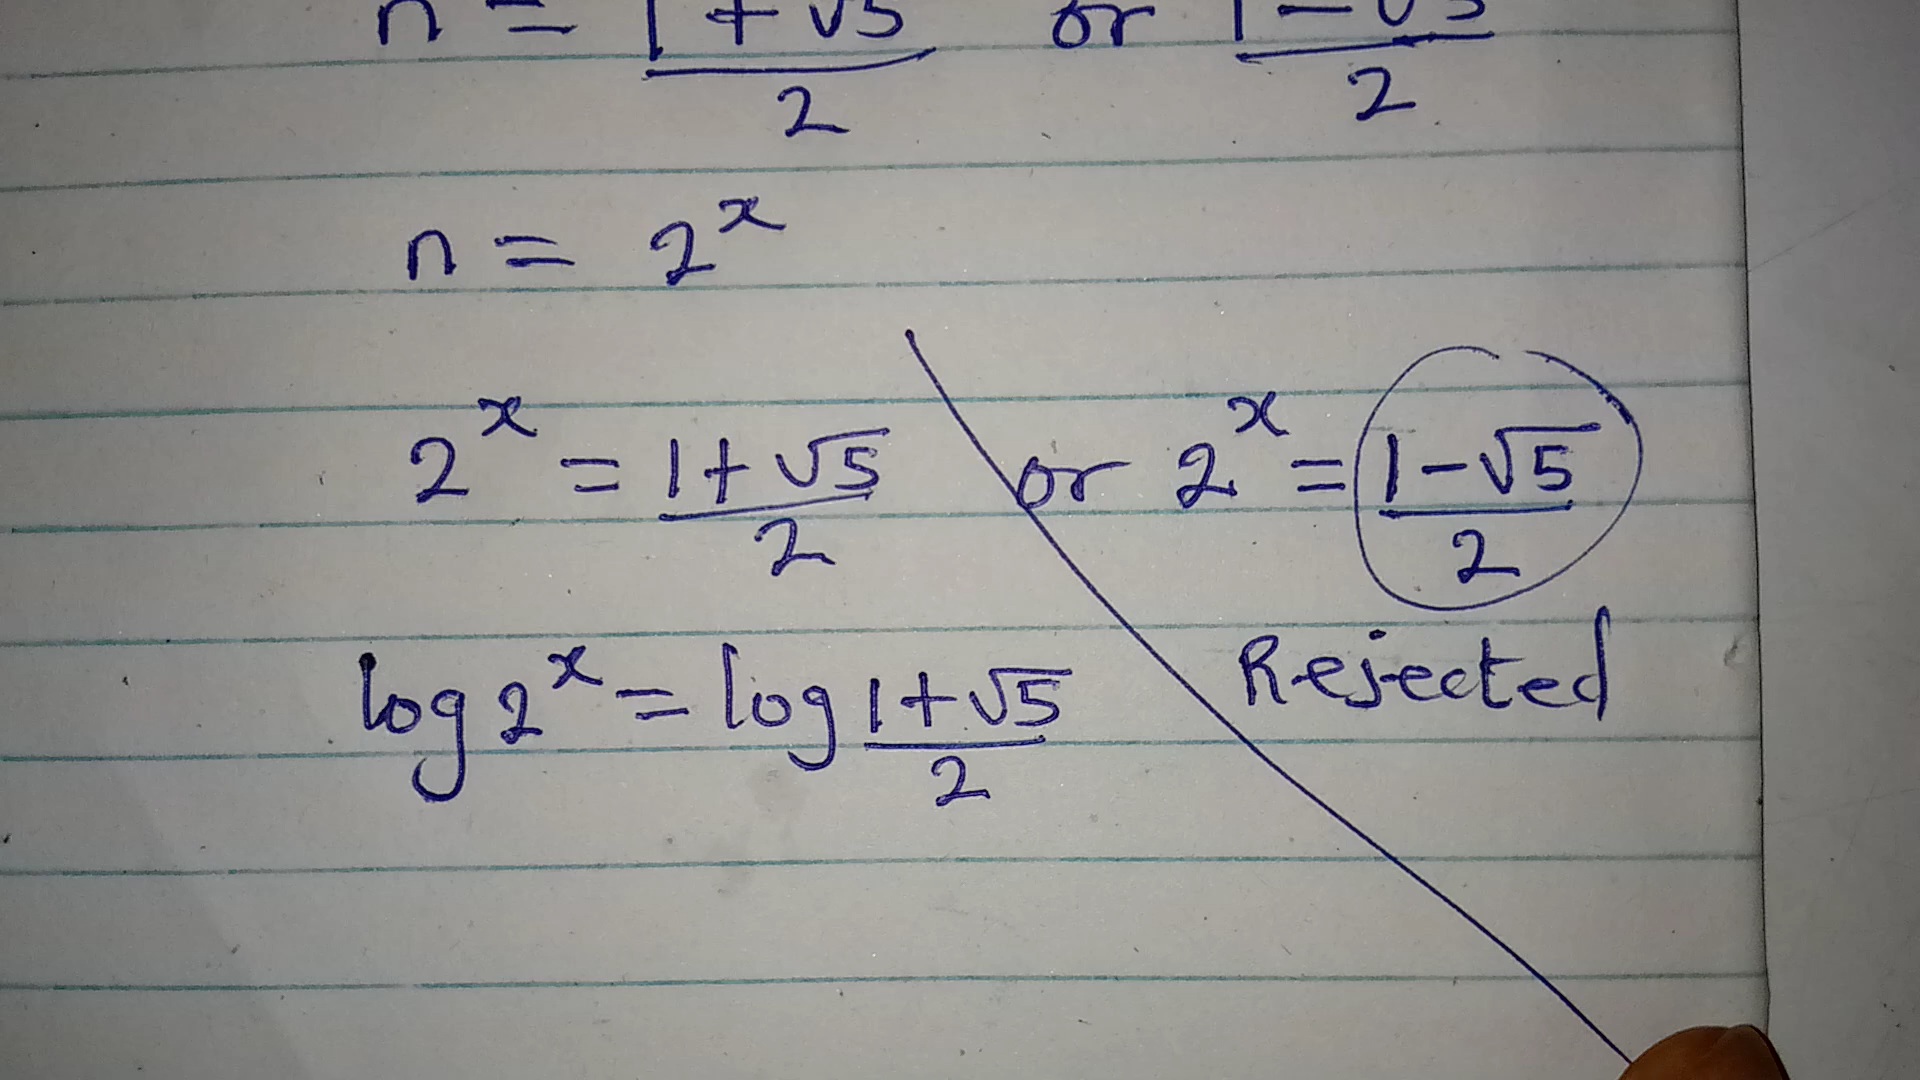 n = 1 + √5 / 2 or 1 - √5 / 2
n = 2^x
2^x = 1 + √5 / 2 or 2^x = 1 - √5 / 2
log 2^x = log 1 + √5 / 2 Rejected